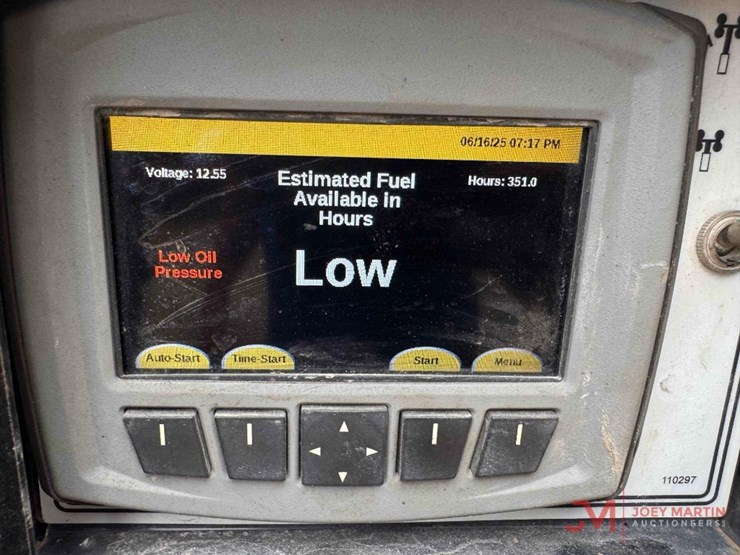 06/16/25 07:17 PM
Voltage: 12.55
Estimated Fuel
Available in
Hours
Hours: 351.0
Low Oil
Pressure
Low
Auto-Start
Time-Start
Start
Menu
110297
JOEY MARTIN
AUCTIONEERS